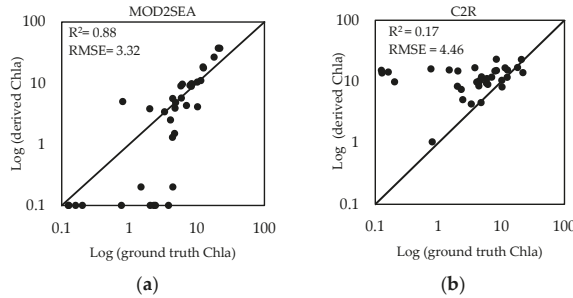 MOD2SEA
R²= 0.88
RMSE= 3.32
Log (derived Chla)
100
10
1
0.1
0.1 1 10 100
Log (ground truth Chla)
(a)
C2R
R²= 0.17
RMSE= 4.46
Log (derived Chla)
100
10
1
0.1
0.1 1 10 100
Log (ground truth Chla)
(b)